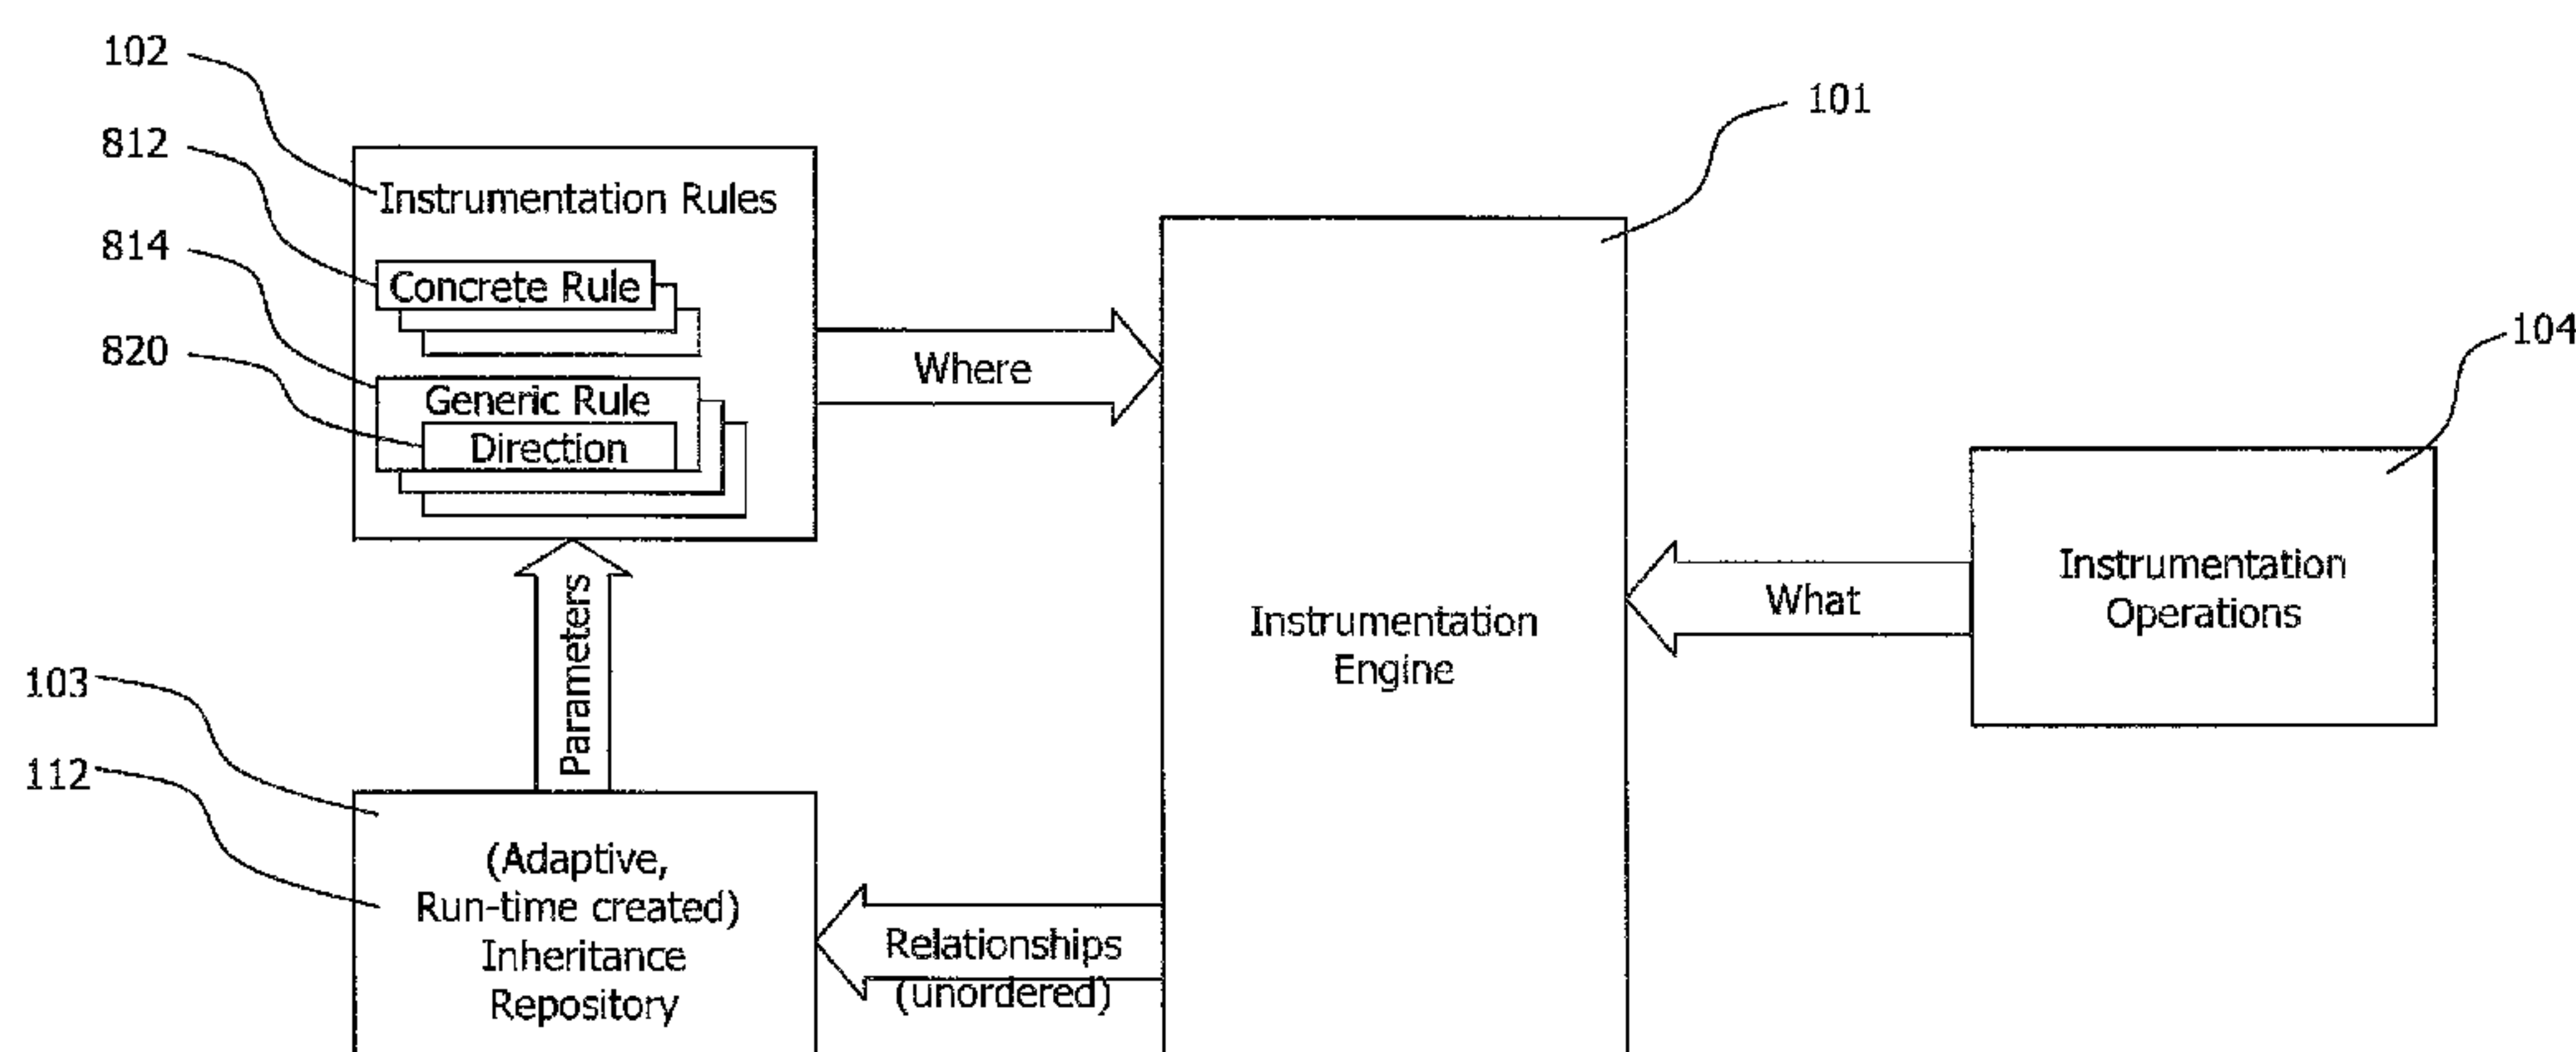 102
101
812
Instrumentation Rules
814
Concrete Rule
820
Where
104
Generic Rule
Direction
Parameters
What
Instrumentation
Operations
Instrumentation
Engine
103
112
(Adaptive,
Run-time created)
Inheritance
Repository
Relationships
(unordered)